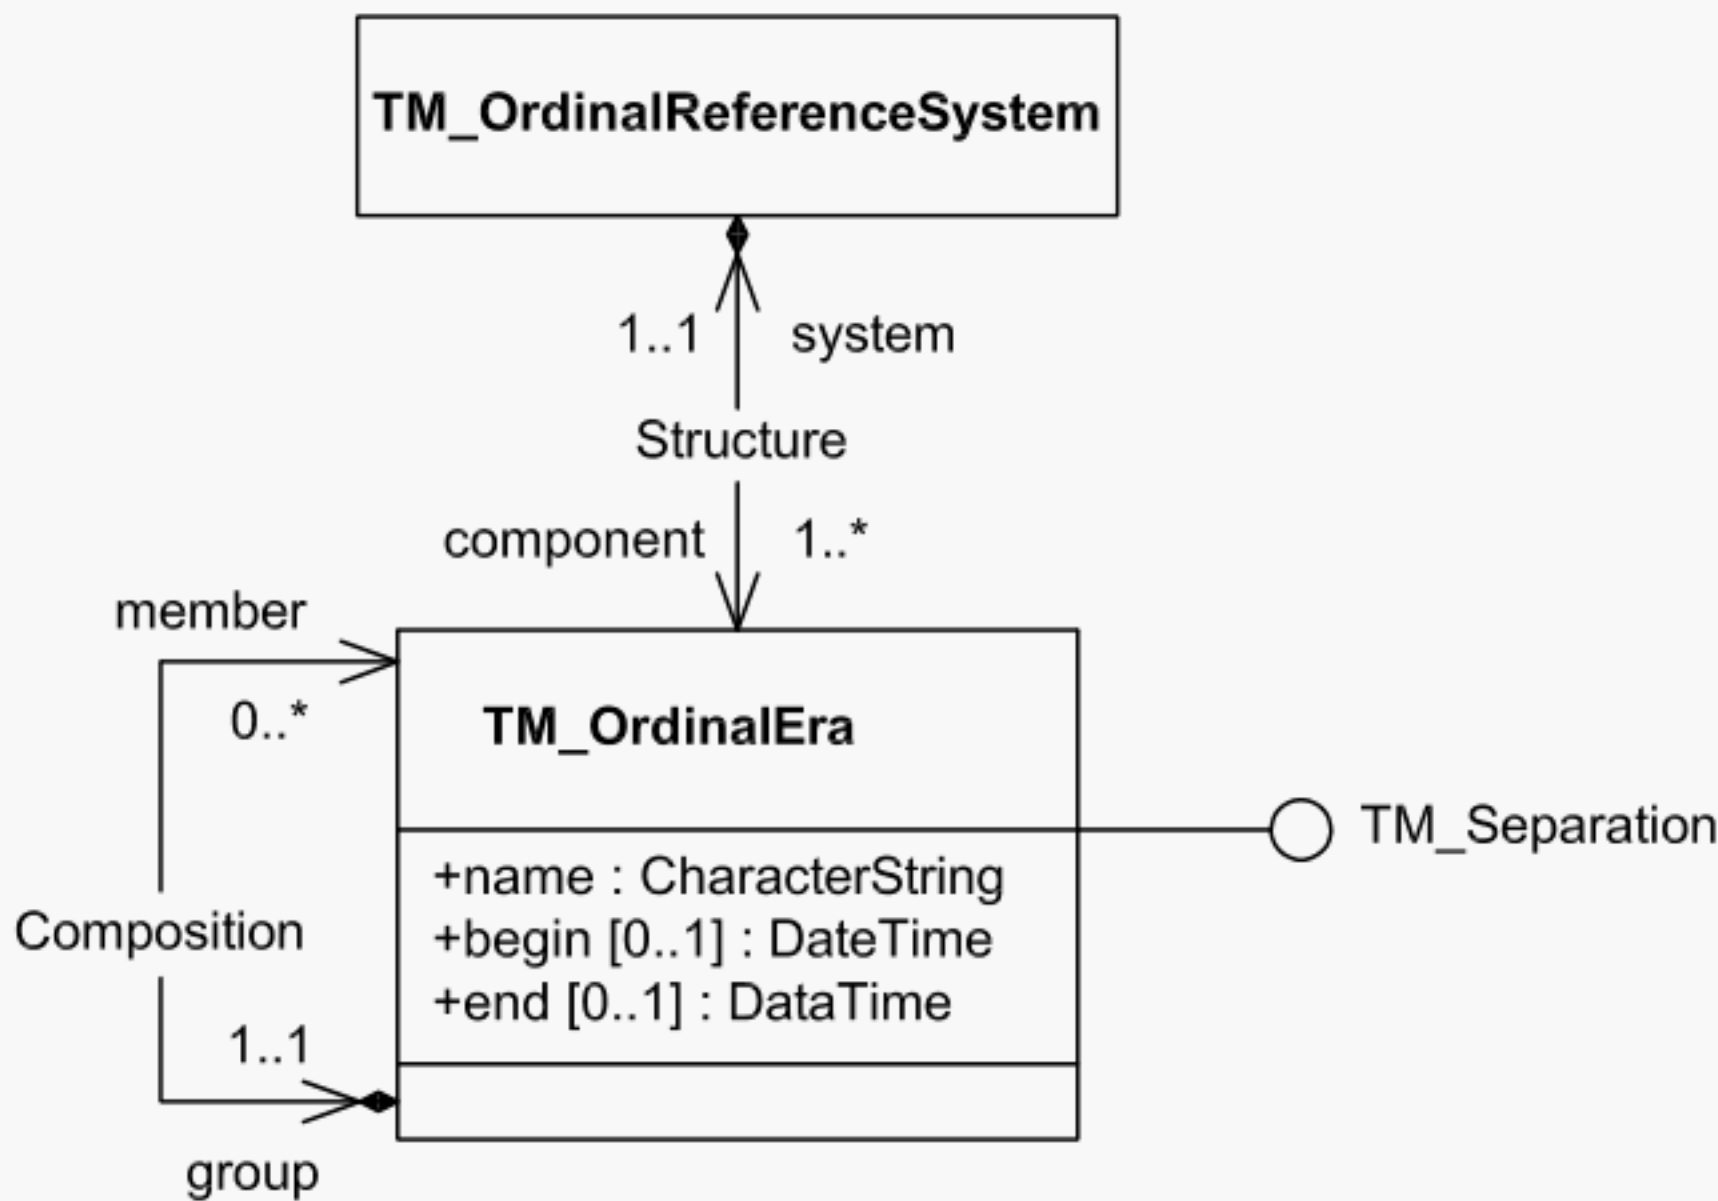 TM_OrdinalReferenceSystem
1..1 system
Structure
component 1..*
member
0..*
TM_OrdinalEra
TM_Separation
+name : CharacterString
+begin [0..1] : DateTime
+end [0..1] : DataTime
Composition
1..1
group